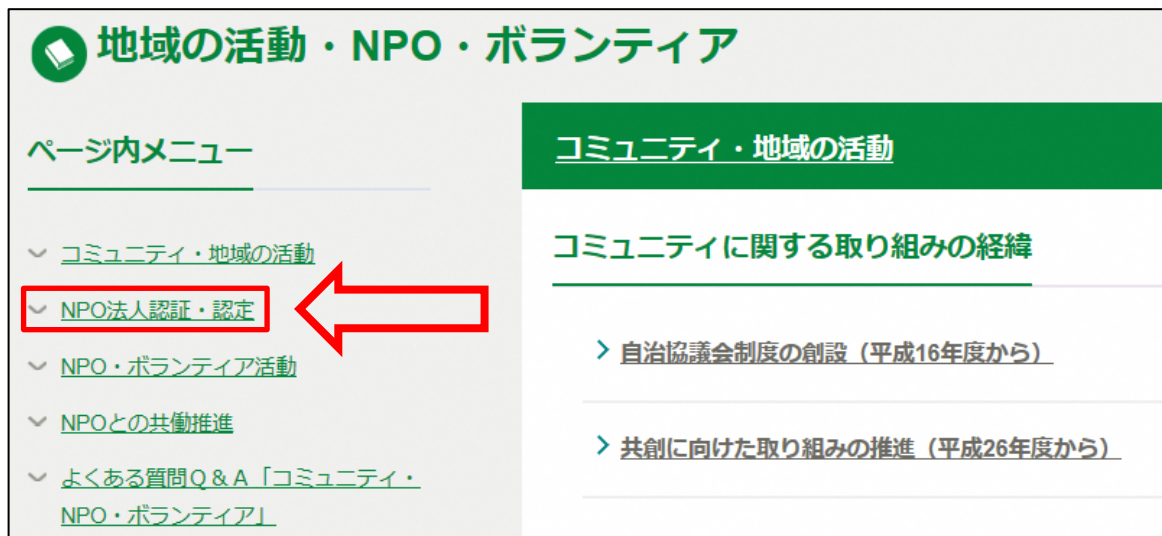 地域の活動・NPO・ボランティア
ページ内メニュー
コミュニティ・地域の活動
NPO法人認証・認定
NPO・ボランティア活動
NPOとの共働推進
よくある質問Q&A「コミュニティ・
NPO・ボランティア」
コミュニティ・地域の活動
コミュニティに関する取り組みの経緯
自治協議会制度の創設（平成16年度から）
共創に向けた取り組みの推進（平成26年度から）